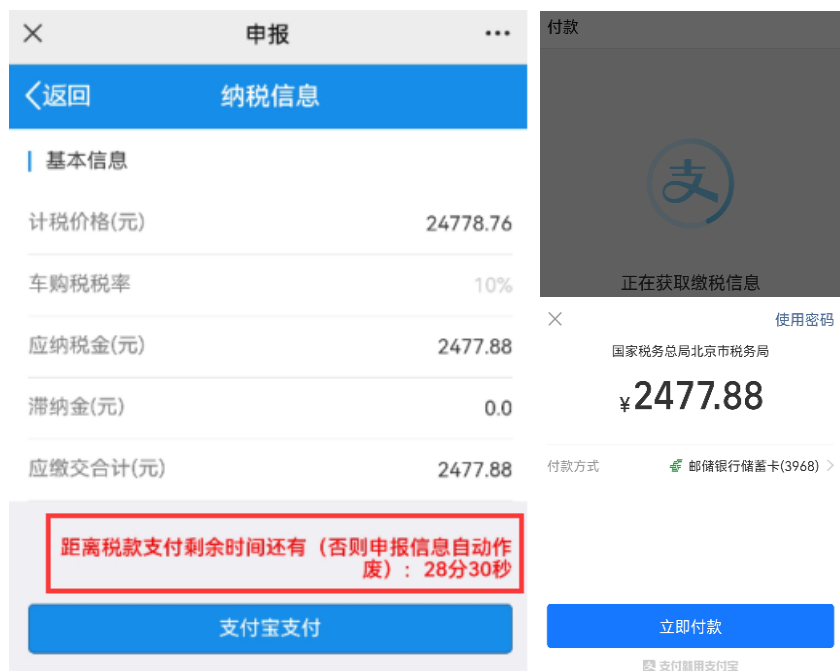 申报
返回
纳税信息
基本信息
计税价格(元)
24778.76
车购税税率
10%
应纳税金(元)
2477.88
滞纳金(元)
0.0
应缴交合计(元)
2477.88
距离税款支付剩余时间还有（否则申报信息自动作
废）：28分30秒
支付宝支付
付款
支
正在获取缴税信息
使用密码
国家税务总局北京市税务局
¥2477.88
付款方式
邮储银行储蓄卡(3968)
立即付款
支付就用支付宝